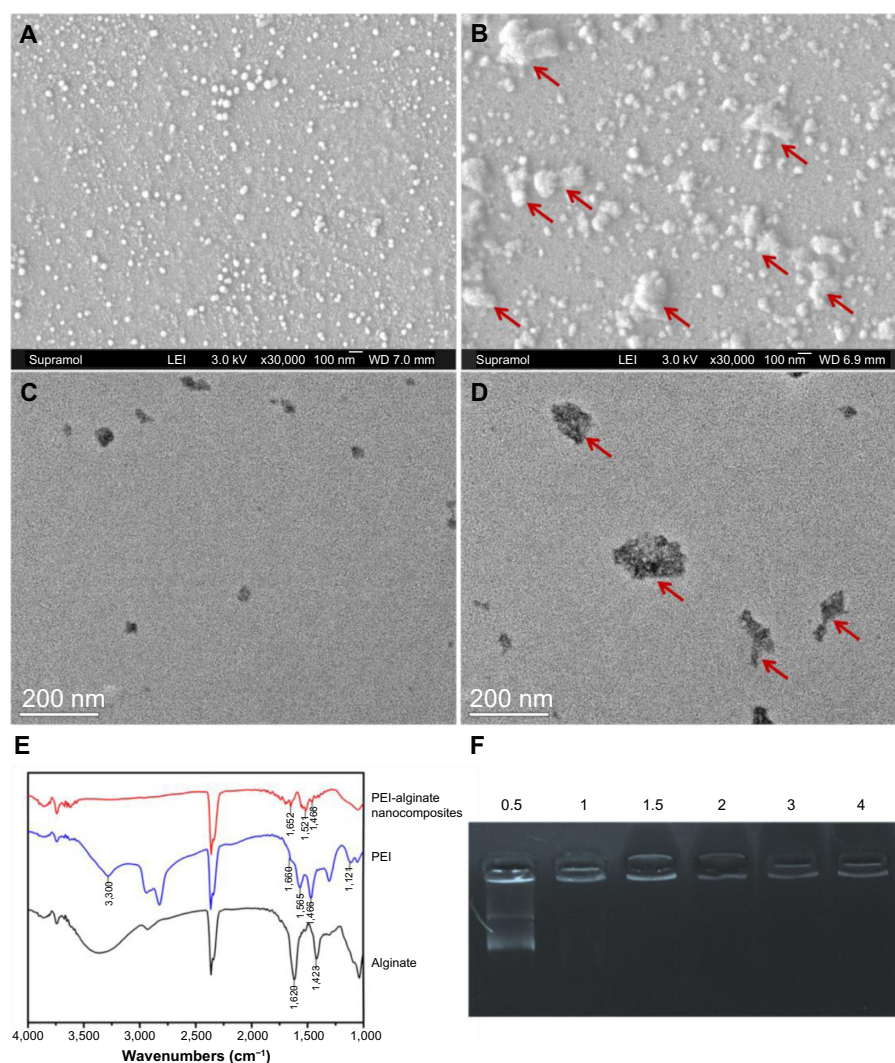 A
B
Supramol LEI 3.0 kV x30,000 100 nm WD 7.0 mm
Supramol LEI 3.0 kV x30,000 100 nm WD 6.9 mm
C
D
200 nm
200 nm
E
PEI-alginate
nanocomposites
1,652
1,521
1,466
PEI
3,300
1,660
1,565
1,466
1,121
Alginate
1,620
1,423
4,000 3,500 2,500 2,000 1,500 1,000
Wavenumbers (cm⁻¹)
F
0.5 1 1.5 2 3 4